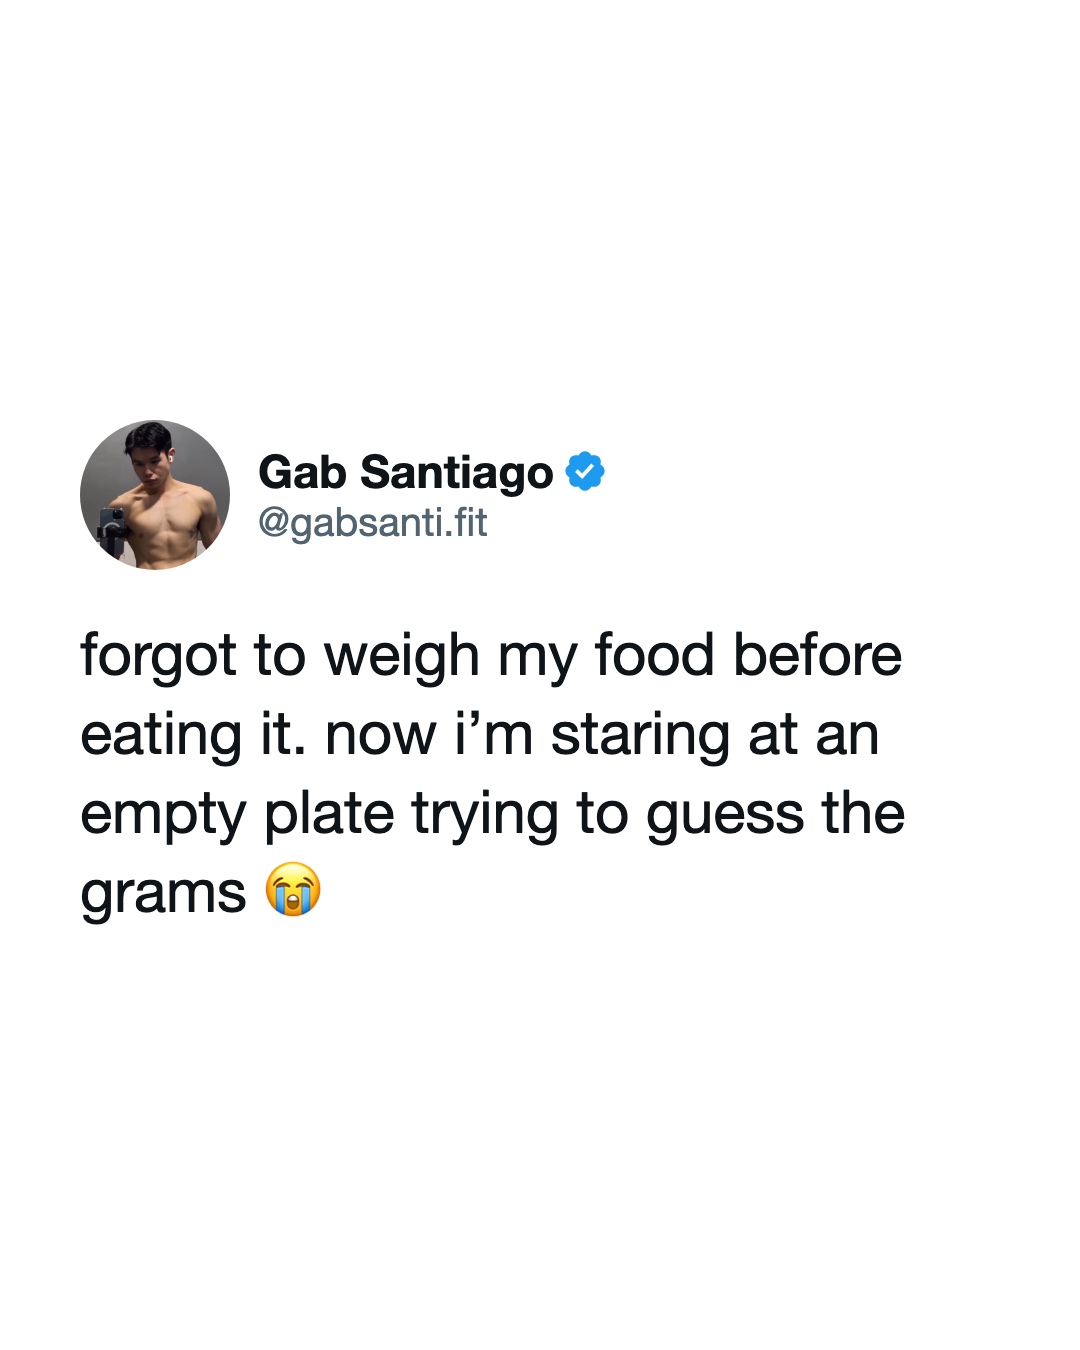 Gab Santiago
@gabsanti.fit
forgot to weigh my food before
eating it. now i’m staring at an
empty plate trying to guess the
grams 😭